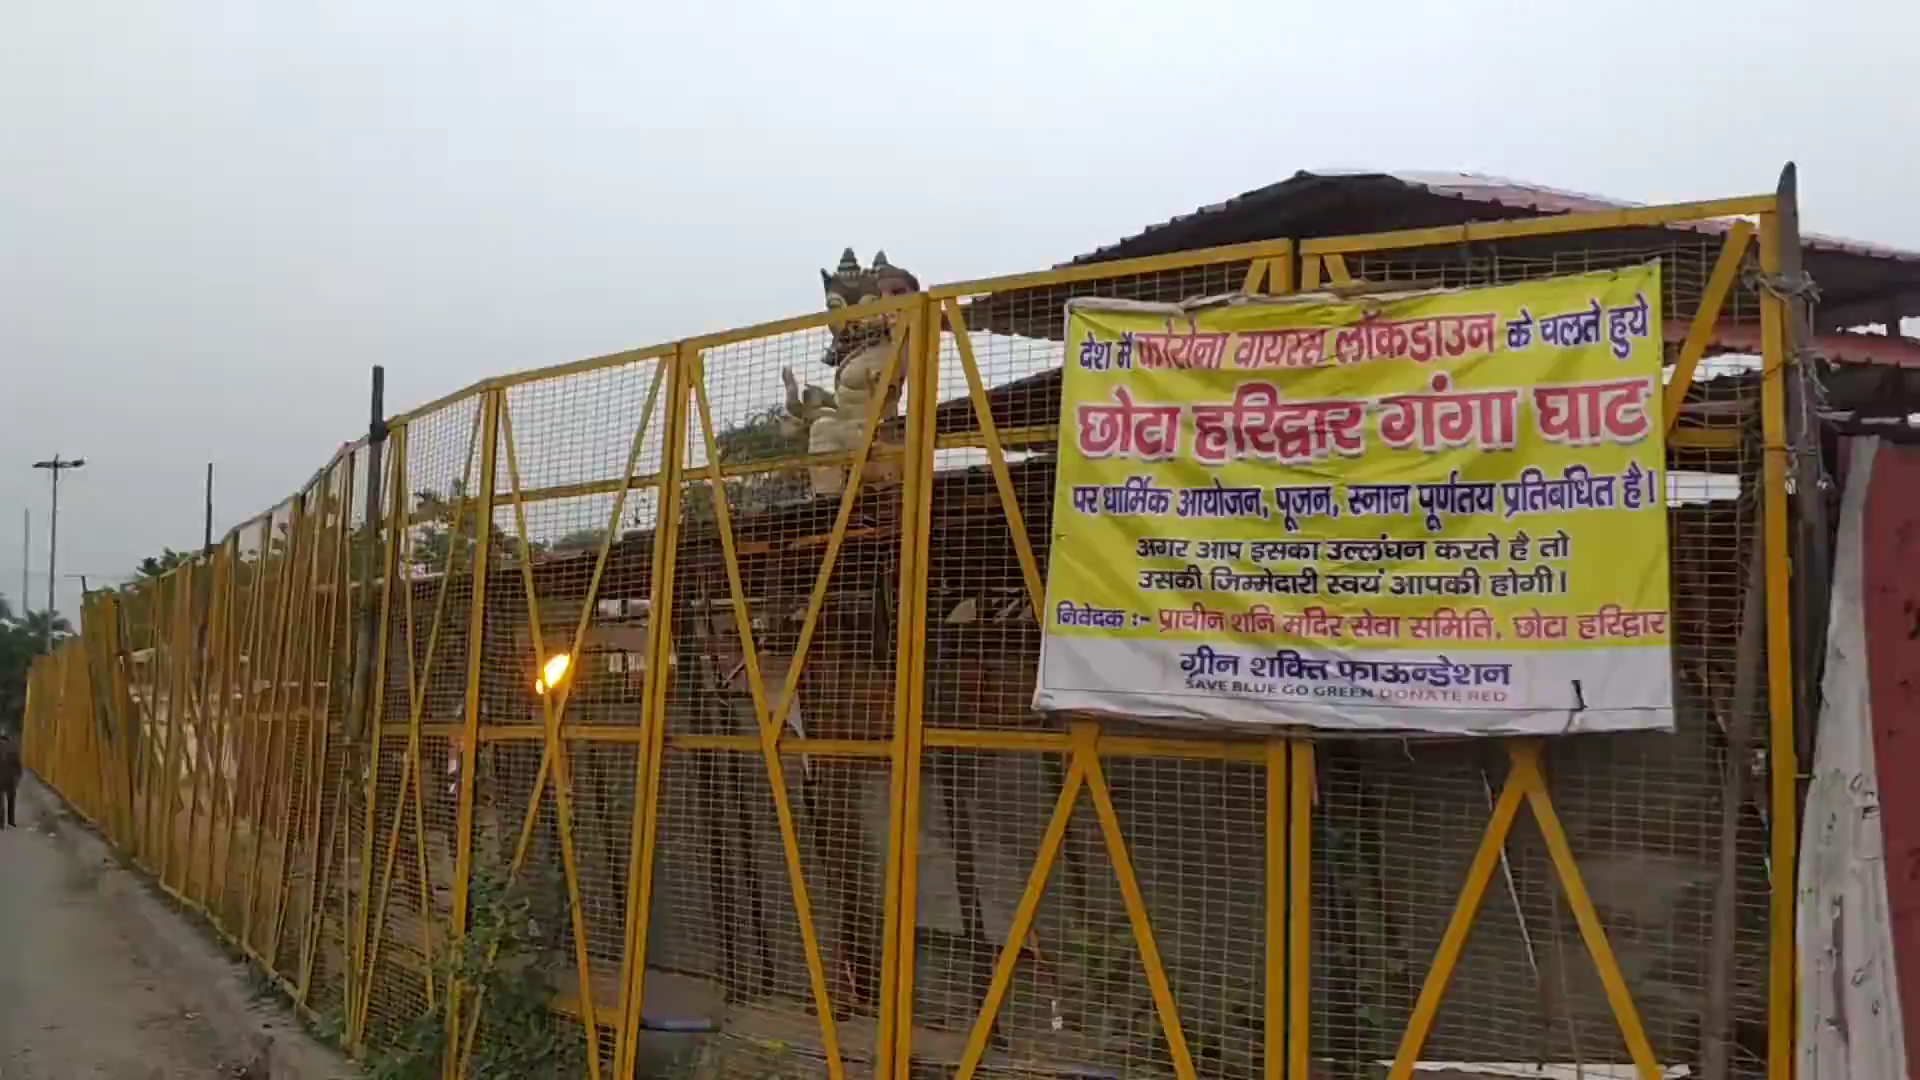 देश में कोरोना वायरस लॉकडाउन के चलते हुये
छोटा हरिद्वार गंगा घाट
पर धार्मिक आयोजन, पूजन, स्नान पूर्णतय प्रतिबंधित है।
अगर आप इसका उल्लंघन करते है तो
उसकी जिम्मेदारी स्वयं आपकी होगी।
निवेदक :- प्राचीन शनि मंदिर सेवा समिति, छोटा हरिद्वार
ग्रीन शक्ति फाऊन्डेशन
SAVE BLUE GO GREEN DONATE RED